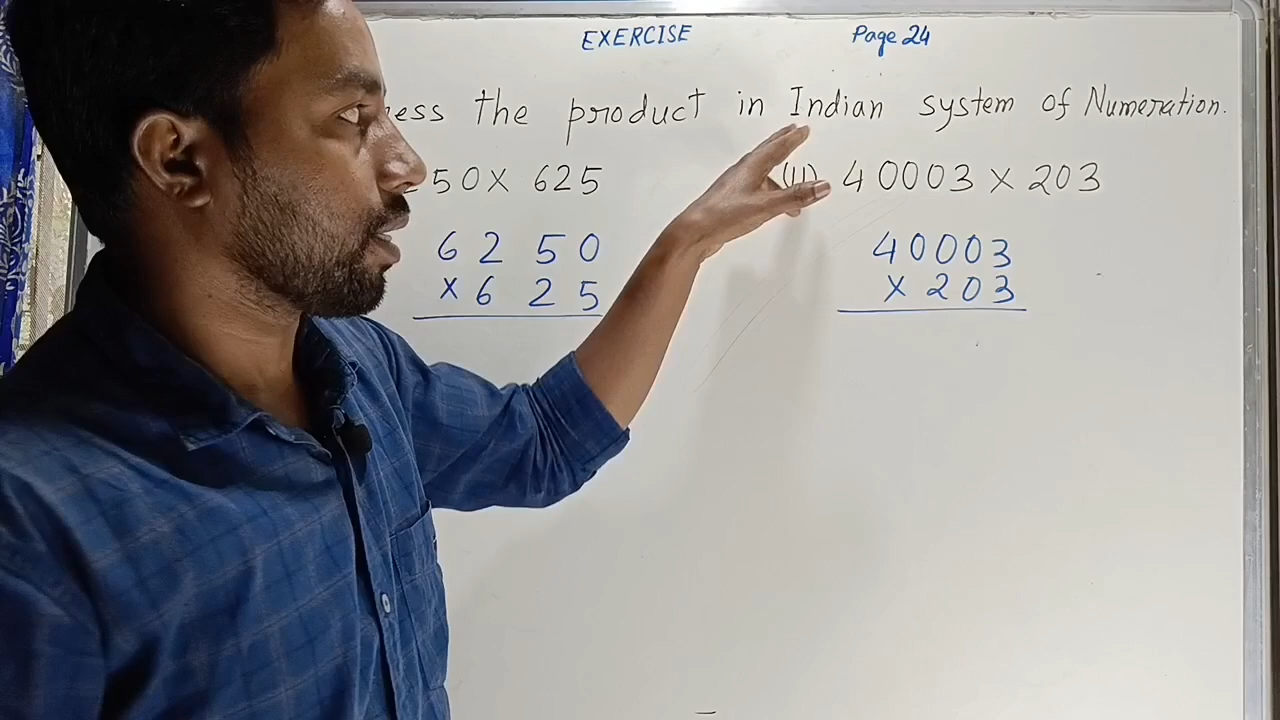 EXERCISE Page 24
ess the product in Indian system of Numeration.
50 X 625 (II) 40003 X 203
6250 40003
X 625 X 203